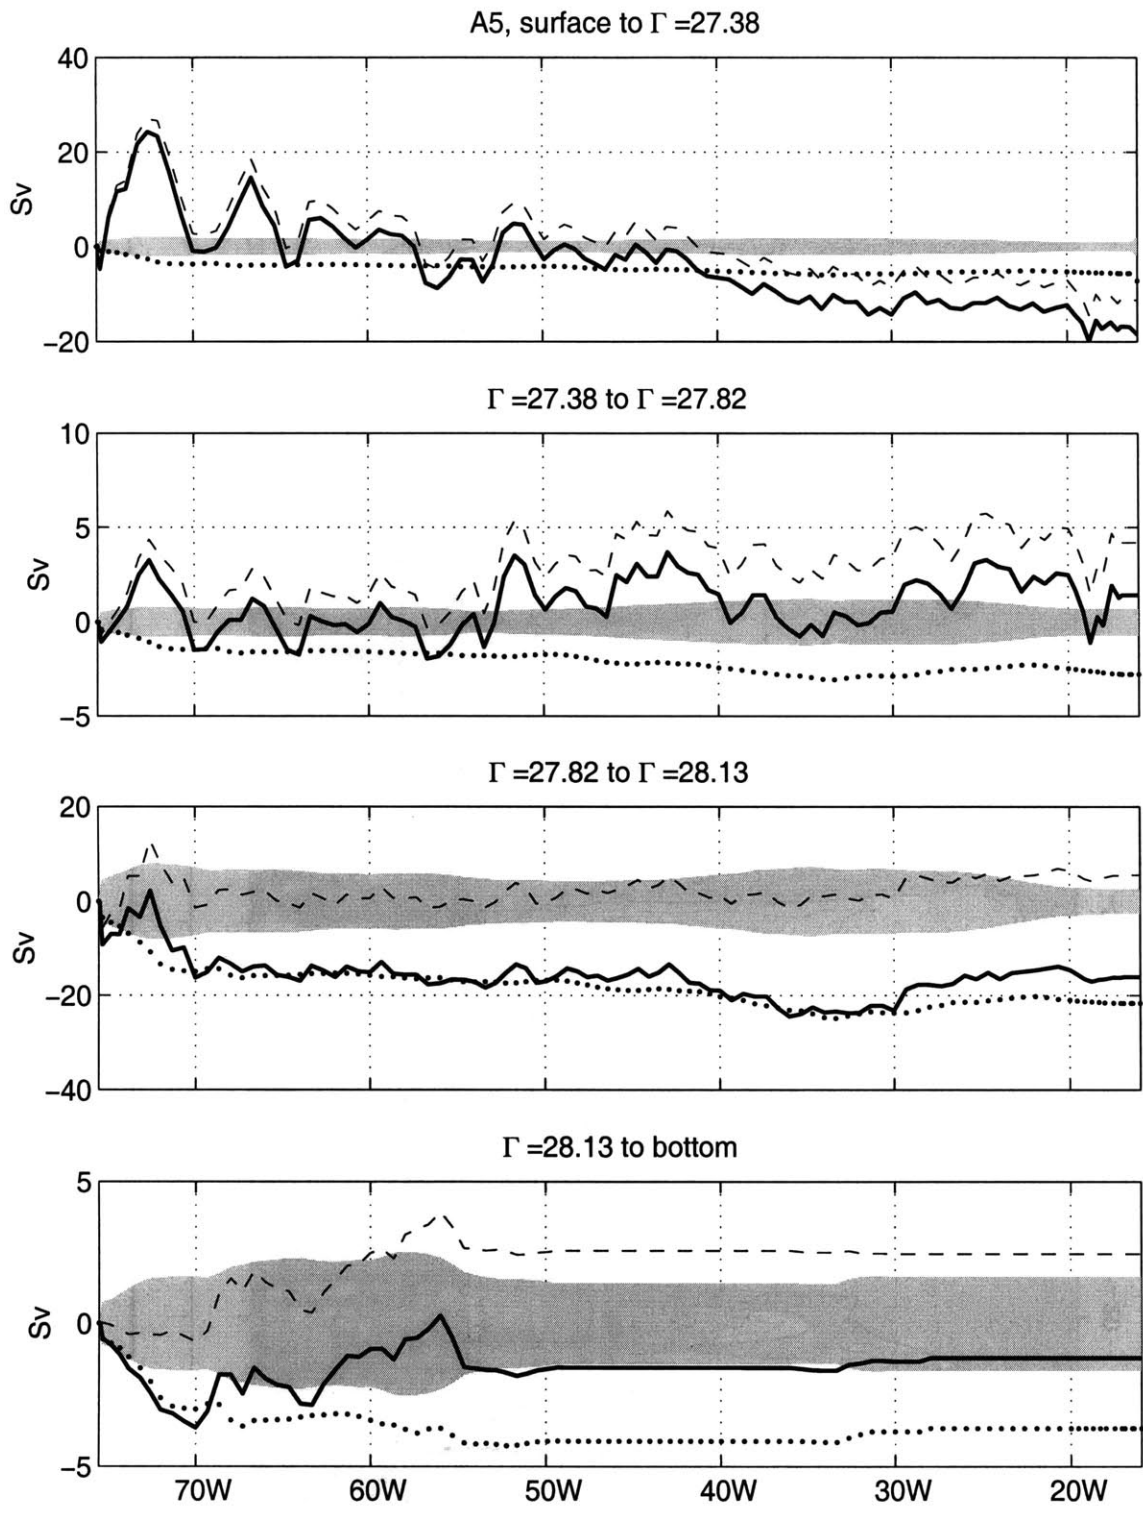 A5, surface to Γ =27.38
40
20
0
−20
Sv
Γ =27.38 to Γ =27.82
10
5
0
−5
Sv
Γ =27.82 to Γ =28.13
20
0
−20
−40
Sv
Γ =28.13 to bottom
5
0
−5
Sv
70W 60W 50W 40W 30W 20W